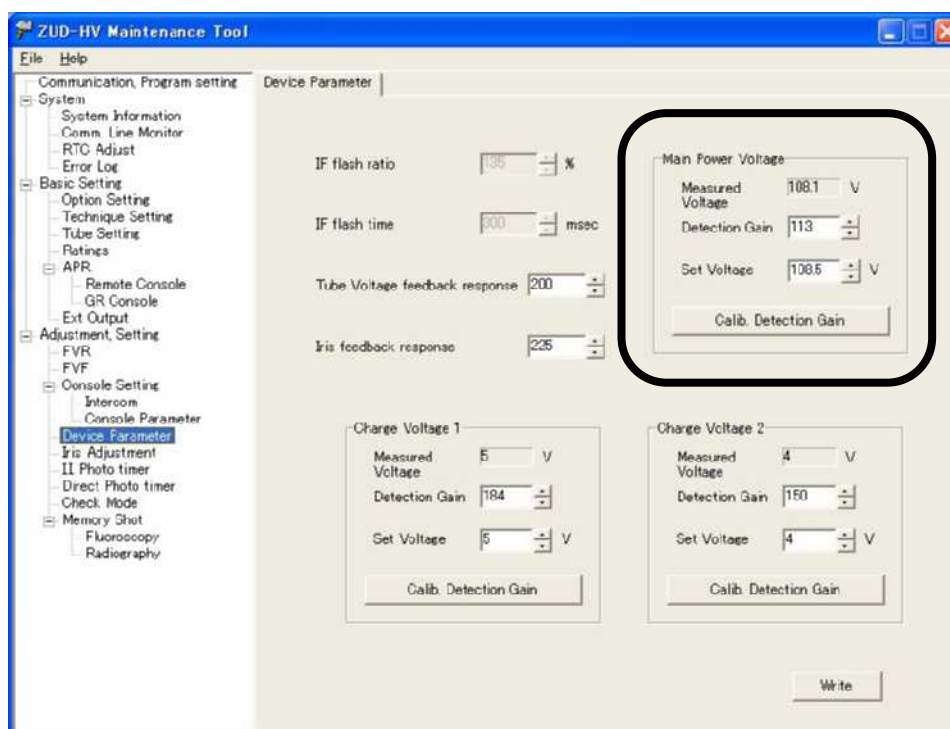 ZUD-HV Maintenance Tool
File Help
Communication, Program setting
System
System Information
Comm. Line Monitor
RTC Adjust
Error Log
Basic Setting
Option Setting
Technique Setting
Tube Setting
Ratings
APR
Remote Console
GR Console
Ext Output
Adjustment, Setting
FVR
FVF
Console Setting
Intercom
Console Parameter
Device Parameter
Iris Adjustment
II Photo timer
Direct Photo timer
Check Mode
Memory Shot
Fluoroscopy
Radiography
Device Parameter
IF flash ratio 135 %
IF flash time 300 msec
Tube Voltage feedback response 200
Iris feedback response 225
Main Power Voltage
Measured 108.1 V
Voltage
Detection Gain 113
Set Voltage 108.5 V
Calib. Detection Gain
Charge Voltage 1
Measured 5 V
Voltage
Detection Gain 184
Set Voltage 5 V
Calib. Detection Gain
Charge Voltage 2
Measured 4 V
Voltage
Detection Gain 150
Set Voltage 4 V
Calib. Detection Gain
Write